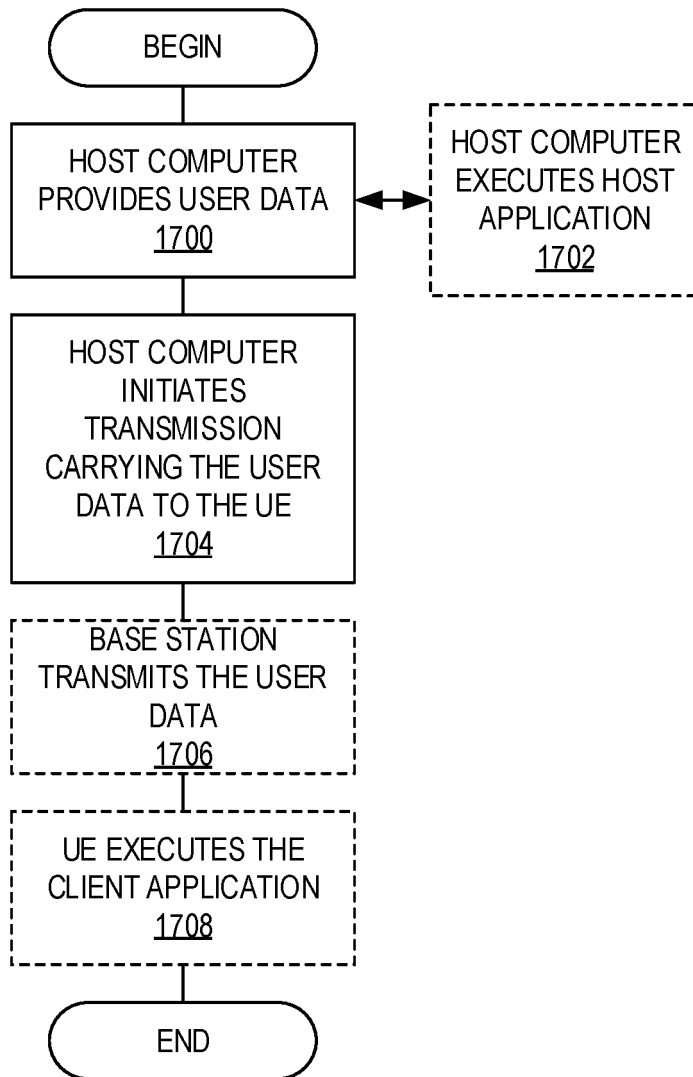 BEGIN
HOST COMPUTER
PROVIDES USER DATA
1700
HOST COMPUTER
EXECUTES HOST
APPLICATION
1702
HOST COMPUTER
INITIATES
TRANSMISSION
CARRYING THE USER
DATA TO THE UE
1704
BASE STATION
TRANSMITS THE USER
DATA
1706
UE EXECUTES THE
CLIENT APPLICATION
1708
END